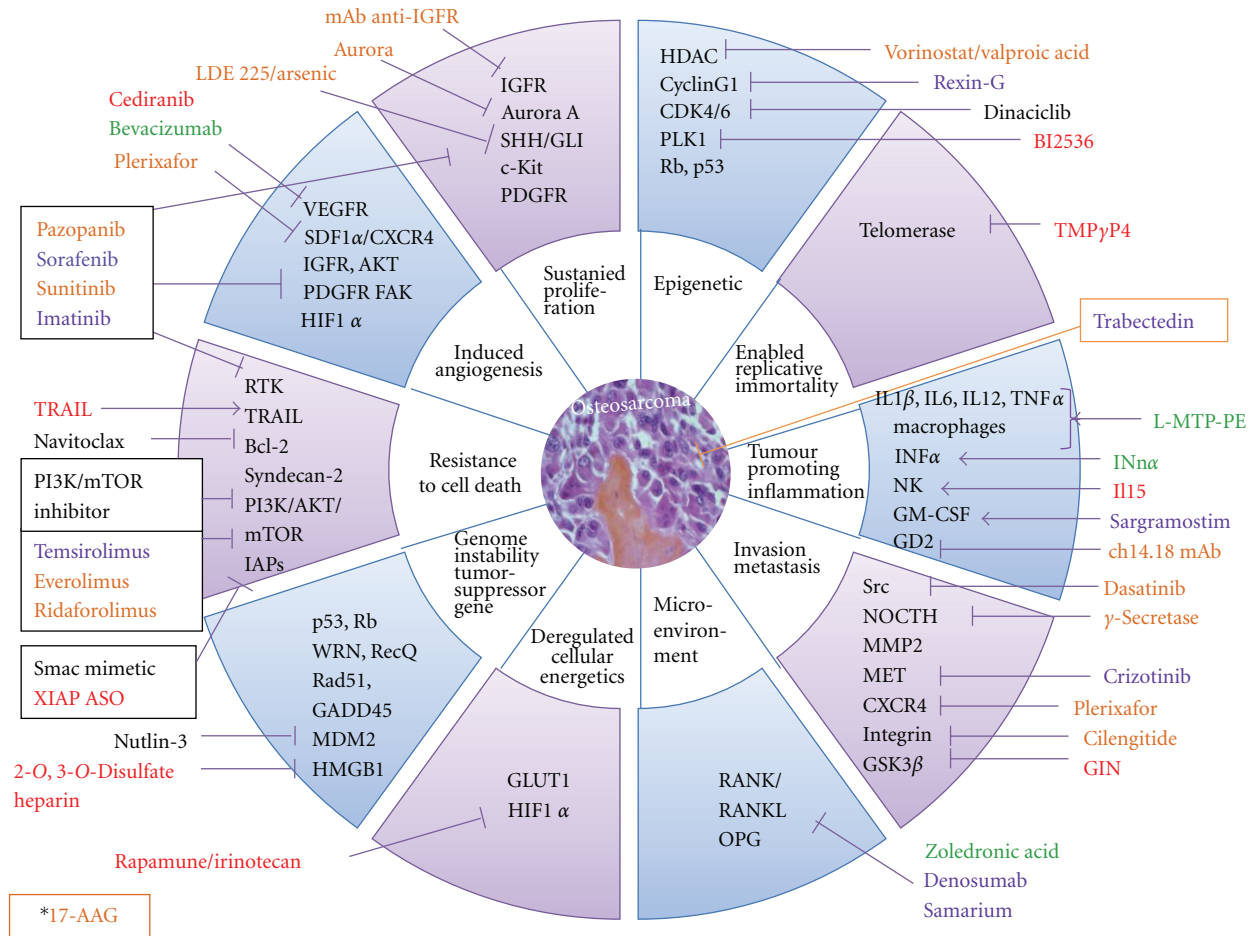 mAb anti-IGFR
Aurora
LDE 225/arsenic
Cediranib
Bevacizumab
Plerixafor
Pazopanib
Sorafenib
Sunitinib
Imatinib
TRAIL
Navitoclax
PI3K/mTOR
inhibitor
Temsirolimus
Everolimus
Ridaforolimus
Smac mimetic
XIAP ASO
Nutlin-3
2-O, 3-O-Disulfate
heparin
Rapamune/irinotecan
*17-AAG
IGFR
Aurora A
SHH/GLI
c-Kit
PDGFR
Sustanied
prolife-
ration
HDAC
CyclinG1
CDK4/6
PLK1
Rb, p53
Epigenetic
Vorinostat/valproic acid
Rexin-G
Dinaciclib
BI2536
Telomerase
TMPγP4
Enabled
replicative
immortality
Trabectedin
IL1β, IL6, IL12, TNFα
macrophages
INFα
NK
GM-CSF
GD2
Tumour
promoting
inflammation
L-MTP-PE
INnα
Il15
Sargramostim
ch14.18 mAb
Src
NOCTH
MMP2
MET
CXCR4
Integrin
GSK3β
Invasion
metastasis
Dasatinib
γ-Secretase
Crizotinib
Plerixafor
Cilengitide
GIN
RANK/
RANKL
OPG
Micro-
environ-
ment
Zoledronic acid
Denosumab
Samarium
GLUT1
HIF1 α
Deregulated
cellular
energetics
p53, Rb
WRN, RecQ
Rad51,
GADD45
MDM2
HMGB1
Genome
instability
tumor-
suppressor
gene
RTK
TRAIL
Bcl-2
Syndecan-2
PI3K/AKT/
mTOR
IAPs
Resistance
to cell death
VEGFR
SDF1α/CXCR4
IGFR, AKT
PDGFR FAK
HIF1 α
Induced
angiogenesis
Osteosarcoma